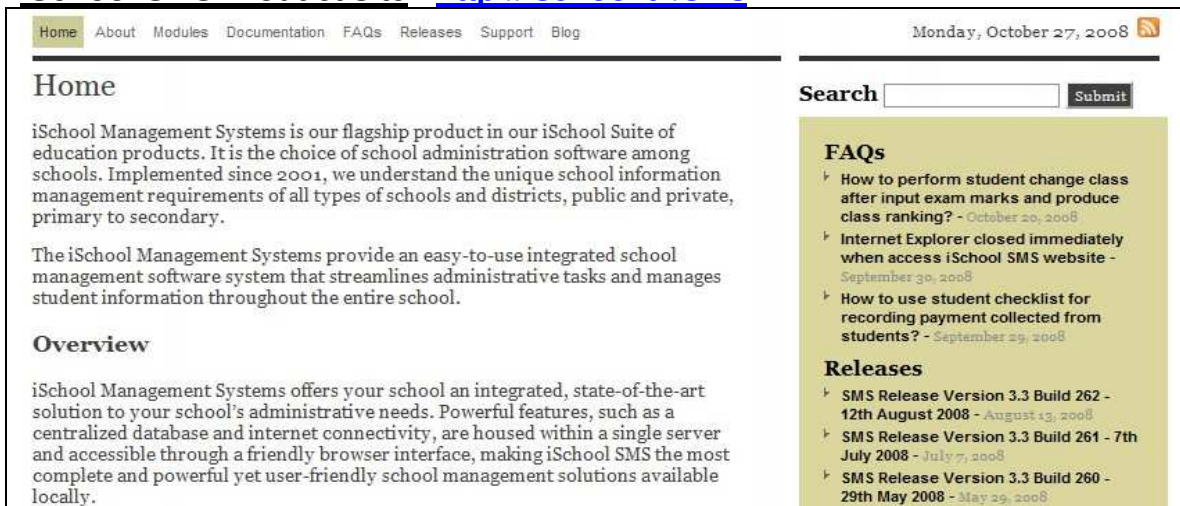 Home About Modules Documentation FAQs Releases Support Blog
Monday, October 27, 2008
Home
iSchool Management Systems is our flagship product in our iSchool Suite of
education products. It is the choice of school administration software among
schools. Implemented since 2001, we understand the unique school information
management requirements of all types of schools and districts, public and private,
primary to secondary.
The iSchool Management Systems provide an easy-to-use integrated school
management software system that streamlines administrative tasks and manages
student information throughout the entire school.
Overview
iSchool Management Systems offers your school an integrated, state-of-the-art
solution to your school's administrative needs. Powerful features, such as a
centralized database and internet connectivity, are housed within a single server
and accessible through a friendly browser interface, making iSchool SMS the most
complete and powerful yet user-friendly school management solutions available
locally.
Search Submit
FAQs
How to perform student change class
after input exam marks and produce
class ranking? - October 20, 2008
Internet Explorer closed immediately
when access iSchool SMS website -
September 30, 2008
How to use student checklist for
recording payment collected from
students? - September 29, 2008
Releases
SMS Release Version 3.3 Build 262 -
12th August 2008 - August 13, 2008
SMS Release Version 3.3 Build 261 - 7th
July 2008 - July 7, 2008
SMS Release Version 3.3 Build 260 -
29th May 2008 - May 29, 2008